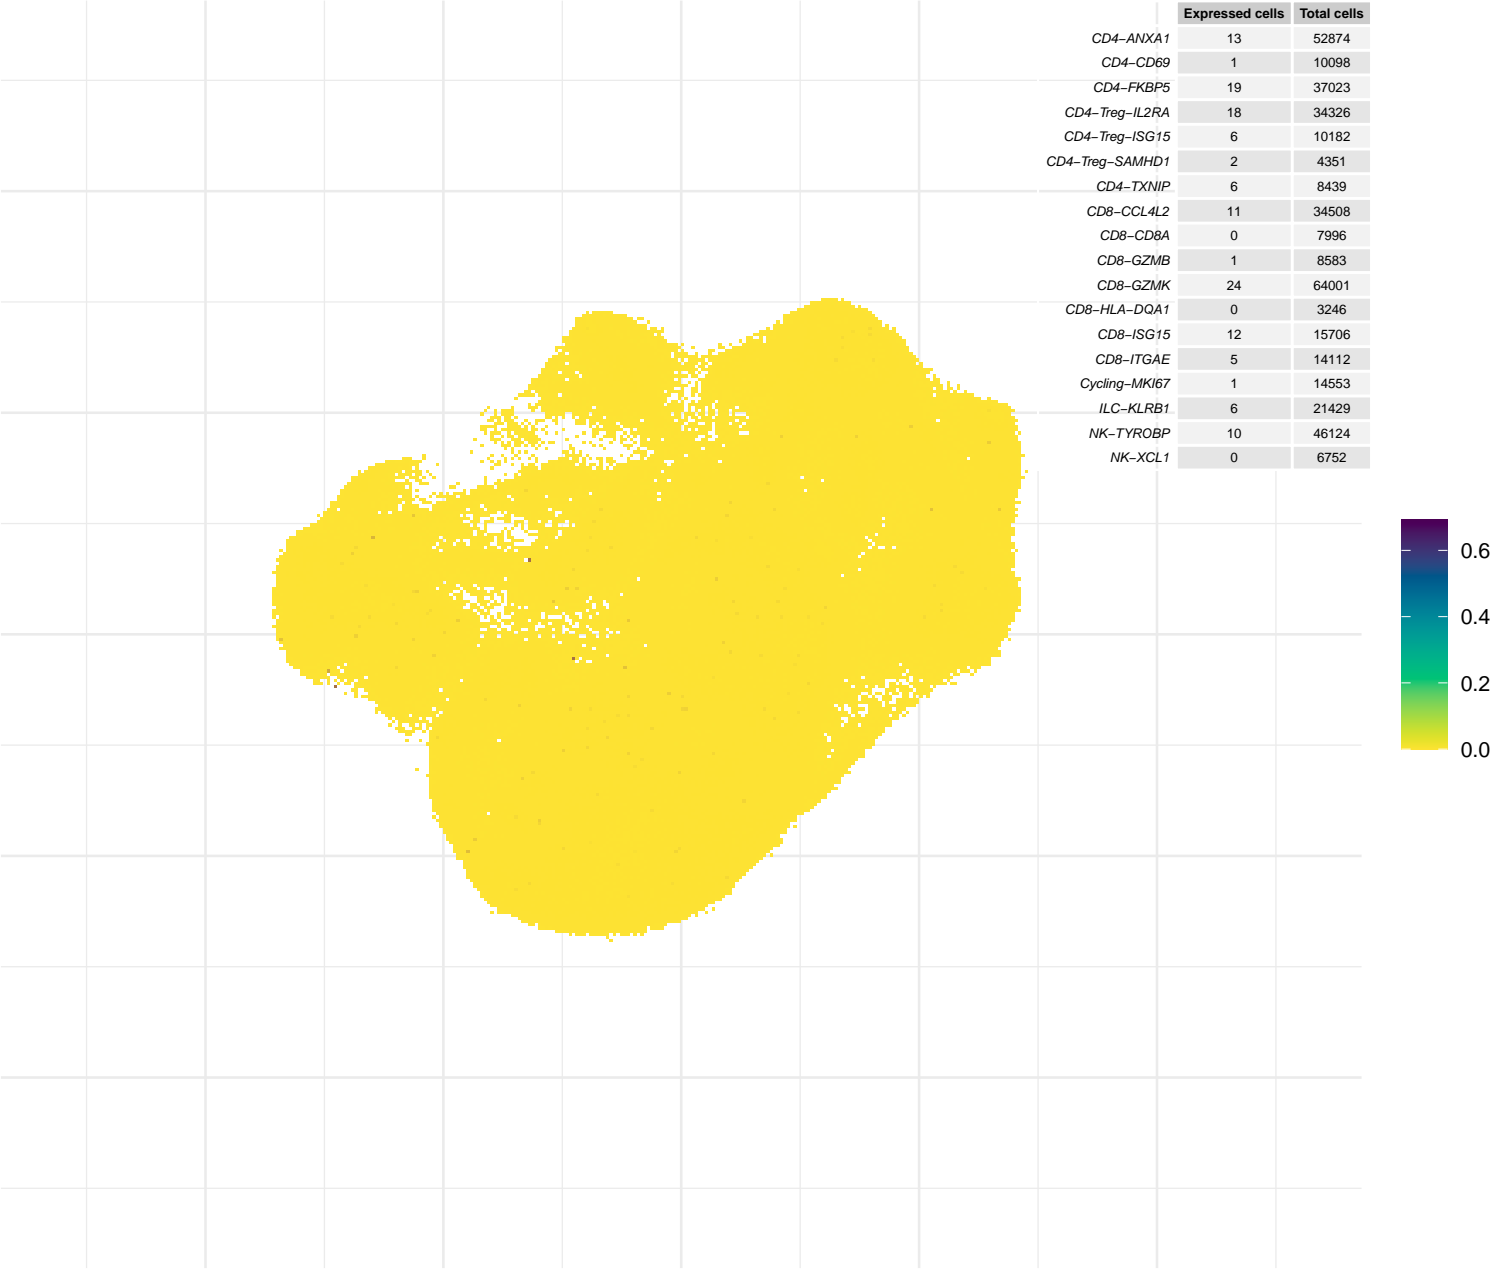 Expressed cells Total cells
CD4−ANXA1 13 52874
CD4−CD69 1 10098
CD4−FKBP5 19 37023
CD4−Treg−IL2RA 18 34326
CD4−Treg−ISG15 6 10182
CD4−Treg−SAMHD1 2 4351
CD4−TXNIP 6 8439
CD8−CCL4L2 11 34508
CD8−CD8A 0 7996
CD8−GZMB 1 8583
CD8−GZMK 24 64001
CD8−HLA−DQA1 0 3246
CD8−ISG15 12 15706
CD8−ITGAE 5 14112
Cycling−MKI67 1 14553
ILC−KLRB1 6 21429
NK−TYROBP 10 46124
NK−XCL1 0 6752
0.6
0.4
0.2
0.0